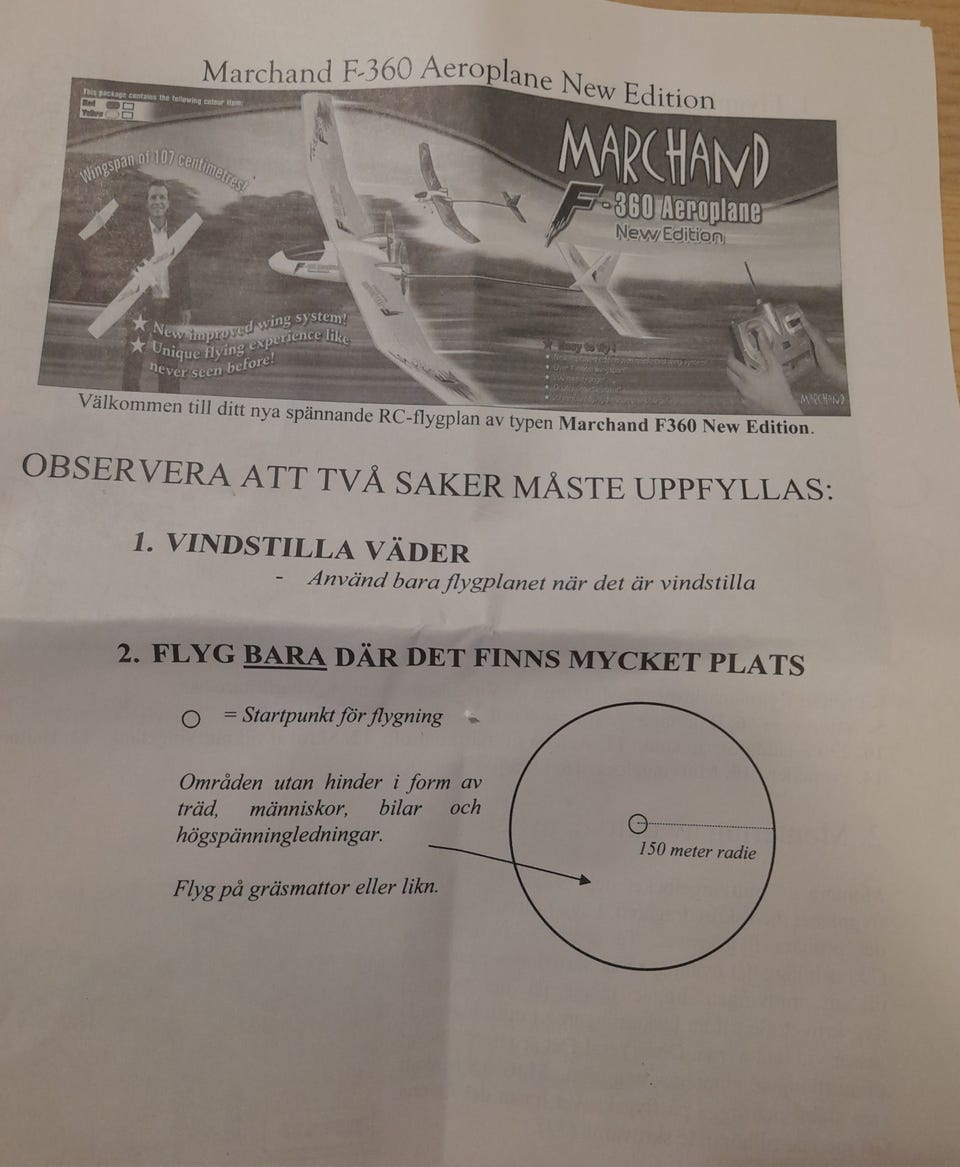 Marchand F-360 Aeroplane New Edition
This package contains the following colour item:
Red
Yellow
Wingspan of 107 centimetres!
MARCHAND
F-360 Aeroplane
New Edition
★ New improved wing system!
★ Unique flying experience like
never seen before!
★ Easy to fly!
MARCHAND
Välkommen till ditt nya spännande RC-flygplan av typen Marchand F360 New Edition.
OBSERVERA ATT TVÅ SAKER MÅSTE UPPFYLLAS:
1. VINDSTILLA VÄDER
- Använd bara flygplanet när det är vindstilla
2. FLYG BARA DÄR DET FINNS MYCKET PLATS
= Startpunkt för flygning
Områden utan hinder i form av
träd, människor, bilar och
högspänningledningar.
150 meter radie
Flyg på gräsmattor eller likn.